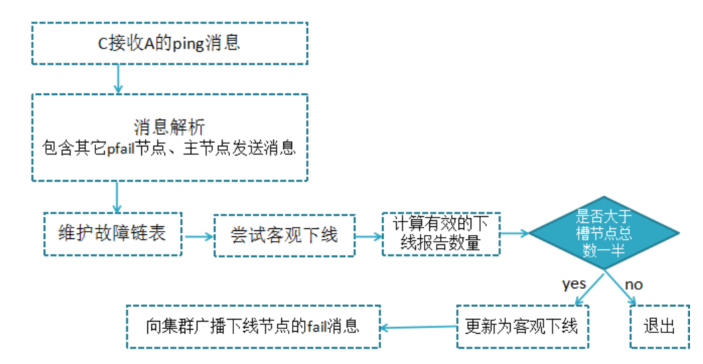 C接收A的ping消息
消息解析
包含其它pfail节点、主节点发送消息
维护故障链表
尝试客观下线
计算有效的下
线报告数量
是否大于
槽节点总
数一半
yes
no
向集群广播下线节点的fail消息
更新为客观下线
退出